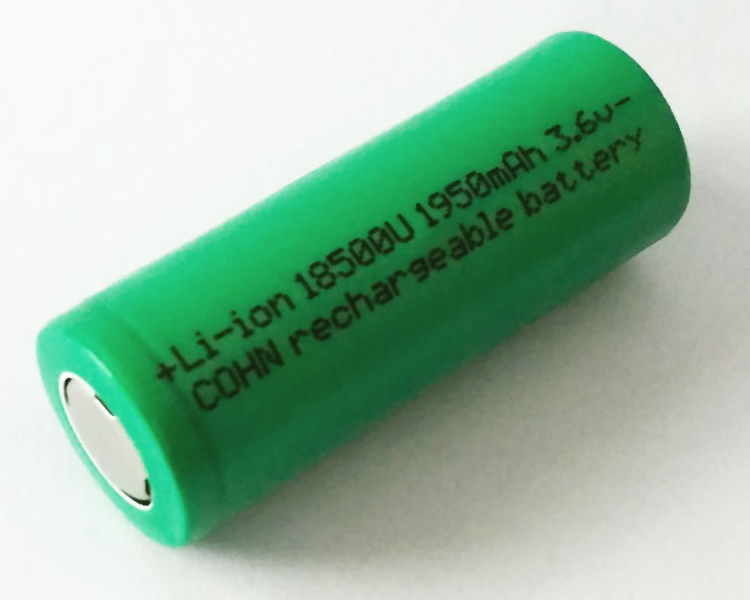 +Li-ion 18500U 1950mAh 3.6v-
COHN rechargeable battery